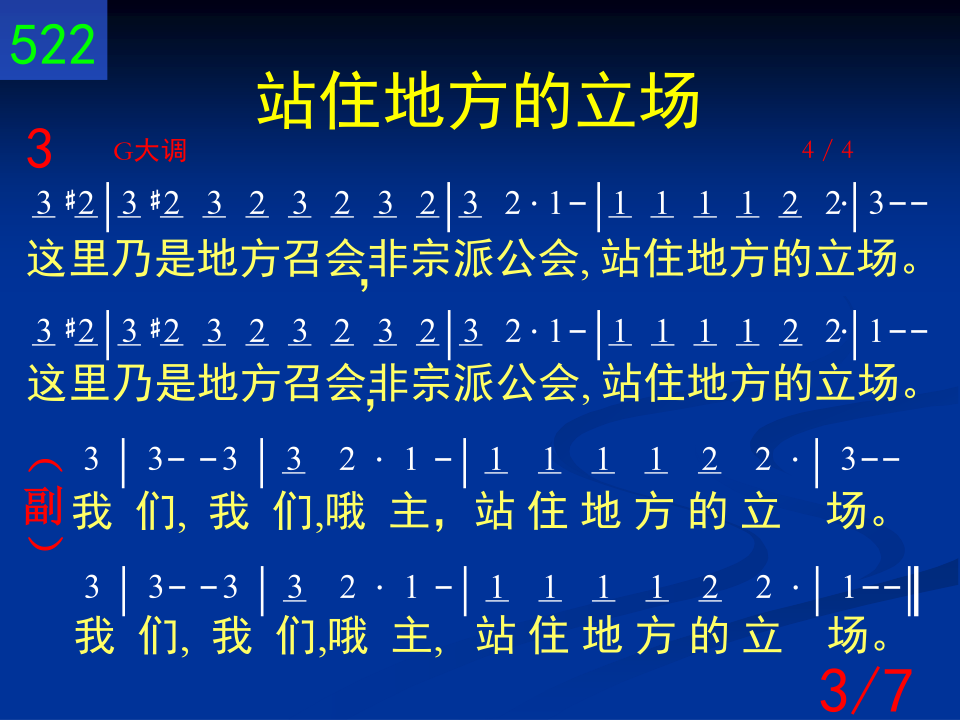 522
站住地方的立场
3 G大调 4/4
3 #2|3 #2 3 2 3 2 3 2|3 2·1-|1 1 1 1 2 2·|3--
这里乃是地方召会,非宗派公会,站住地方的立场。
3 #2|3 #2 3 2 3 2 3 2|3 2·1-|1 1 1 1 2 2·|1--
这里乃是地方召会,非宗派公会,站住地方的立场。
3|3--3|3 2·1-|1 1 1 1 2 2·|3--
(副)我们,我们,哦主,站住地方的立场。
3|3--3|3 2·1-|1 1 1 1 2 2·|1--‖
我们,我们,哦主,站住地方的立场。
3/7